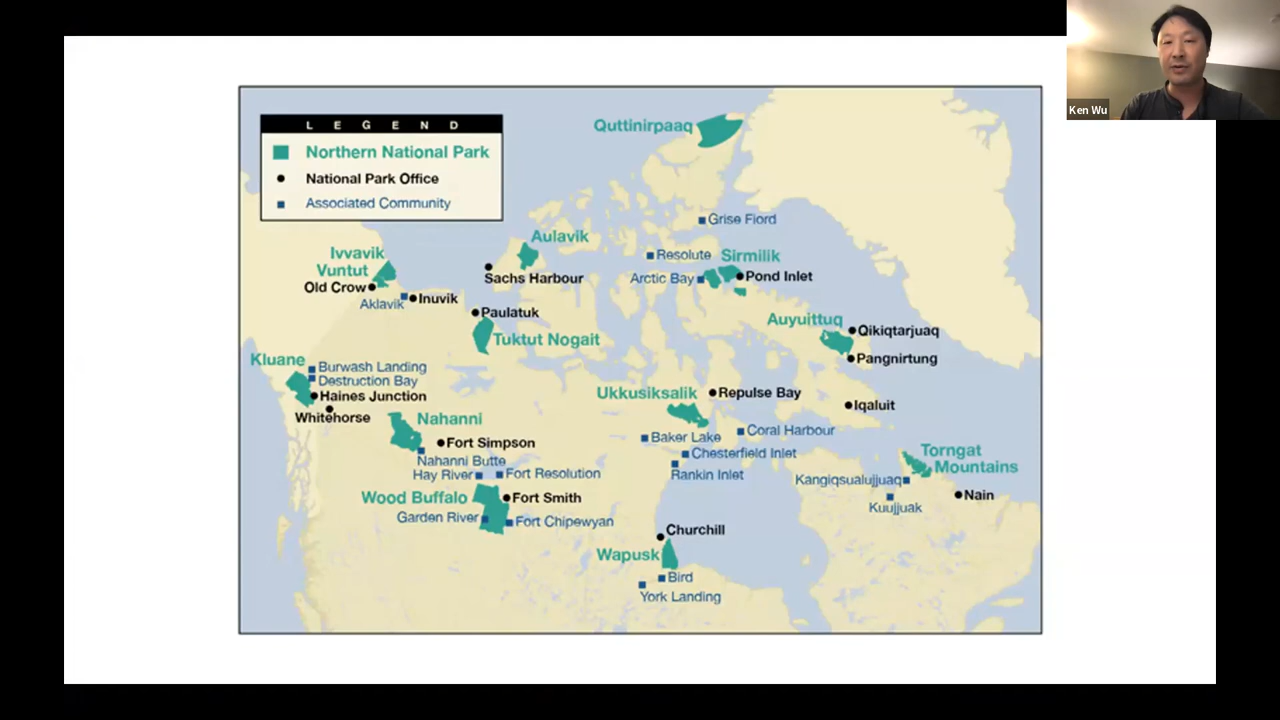 Ken Wu
L E G E N D
Northern National Park
National Park Office
Associated Community
Quttinirpaaq
Grise Fiord
Aulavik
Resolute
Sirmilik
Ivvavik
Vuntut
Sachs Harbour
Arctic Bay
Pond Inlet
Old Crow
Aklavik
Inuvik
Paulatuk
Auyuittuq
Qikiqtarjuaq
Tuktut Nogait
Pangnirtung
Kluane
Burwash Landing
Destruction Bay
Haines Junction
Whitehorse
Ukkusiksalik
Repulse Bay
Iqaluit
Nahanni
Baker Lake
Coral Harbour
Fort Simpson
Chesterfield Inlet
Torngat
Mountains
Nahanni Butte
Hay River
Fort Resolution
Rankin Inlet
Kangiqsualujjuaq
Wood Buffalo
Fort Smith
Nain
Kuujjuak
Garden River
Fort Chipewyan
Churchill
Wapusk
Bird
York Landing